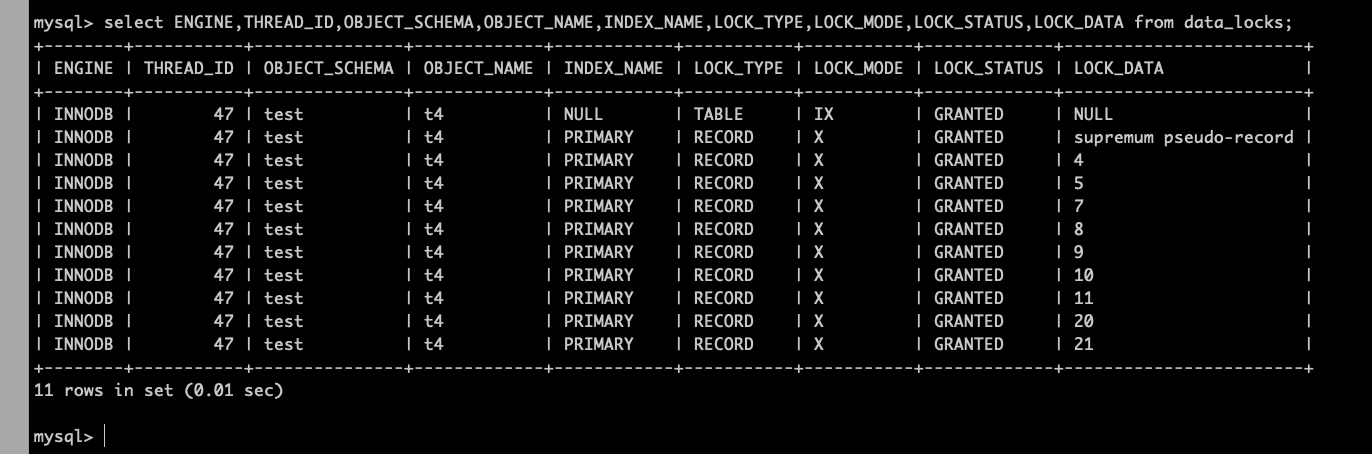 mysql> select ENGINE,THREAD_ID,OBJECT_SCHEMA,OBJECT_NAME,INDEX_NAME,LOCK_TYPE,LOCK_MODE,LOCK_STATUS,LOCK_DATA from data_locks;
+--------+-----------+---------------+-------------+------------+-----------+-----------+-------------+------------------------+
| ENGINE | THREAD_ID | OBJECT_SCHEMA | OBJECT_NAME | INDEX_NAME | LOCK_TYPE | LOCK_MODE | LOCK_STATUS | LOCK_DATA              |
+--------+-----------+---------------+-------------+------------+-----------+-----------+-------------+------------------------+
| INNODB |        47 | test          | t4          | NULL       | TABLE     | IX        | GRANTED     | NULL                   |
| INNODB |        47 | test          | t4          | PRIMARY    | RECORD    | X         | GRANTED     | supremum pseudo-record |
| INNODB |        47 | test          | t4          | PRIMARY    | RECORD    | X         | GRANTED     | 4                      |
| INNODB |        47 | test          | t4          | PRIMARY    | RECORD    | X         | GRANTED     | 5                      |
| INNODB |        47 | test          | t4          | PRIMARY    | RECORD    | X         | GRANTED     | 7                      |
| INNODB |        47 | test          | t4          | PRIMARY    | RECORD    | X         | GRANTED     | 8                      |
| INNODB |        47 | test          | t4          | PRIMARY    | RECORD    | X         | GRANTED     | 9                      |
| INNODB |        47 | test          | t4          | PRIMARY    | RECORD    | X         | GRANTED     | 10                     |
| INNODB |        47 | test          | t4          | PRIMARY    | RECORD    | X         | GRANTED     | 11                     |
| INNODB |        47 | test          | t4          | PRIMARY    | RECORD    | X         | GRANTED     | 20                     |
| INNODB |        47 | test          | t4          | PRIMARY    | RECORD    | X         | GRANTED     | 21                     |
+--------+-----------+---------------+-------------+------------+-----------+-----------+-------------+------------------------+
11 rows in set (0.01 sec)
mysql>